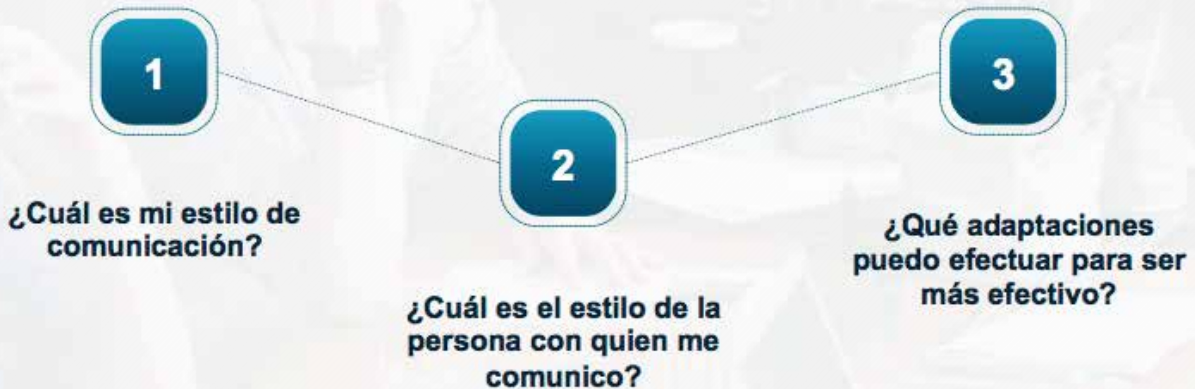 1
¿Cuál es mi estilo de
comunicación?
2
¿Cuál es el estilo de la
persona con quien me
comunico?
3
¿Qué adaptaciones
puedo efectuar para ser
más efectivo?